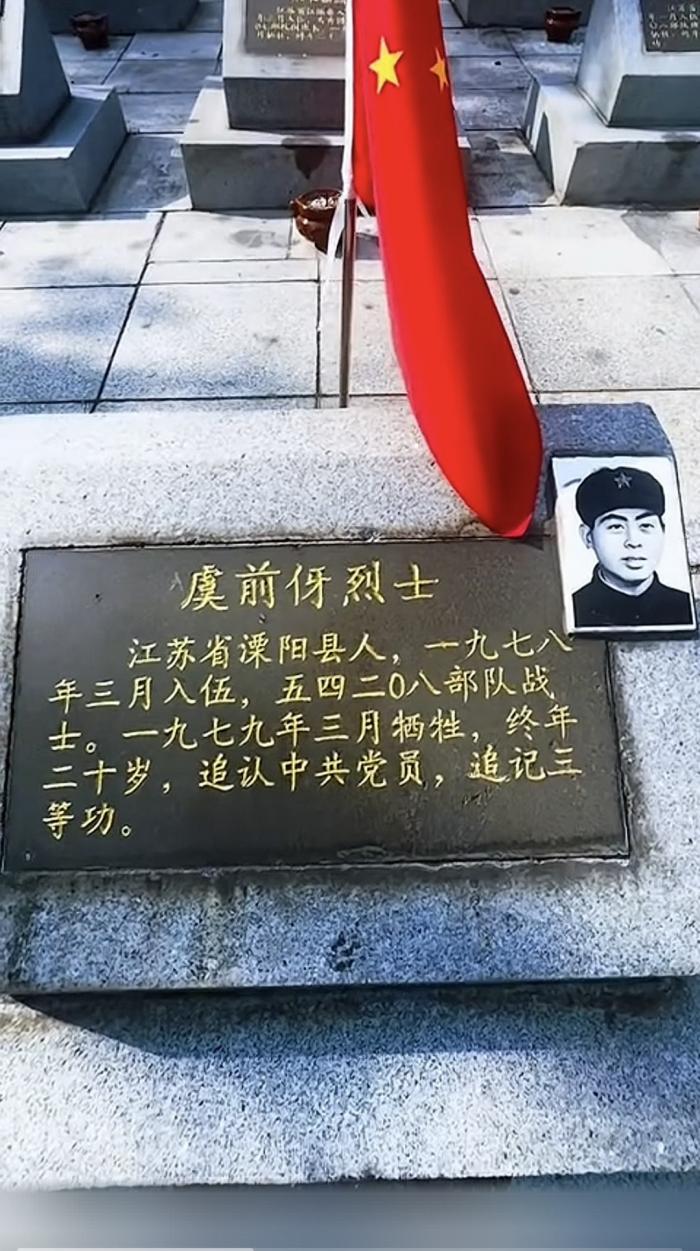 虞前伢烈士
江苏省溧阳县人，一九七八
年三月入伍，五四二0八部队战
士。一九七九年三月牺牲，终年
二十岁，追认中共党员，追记三
等功。